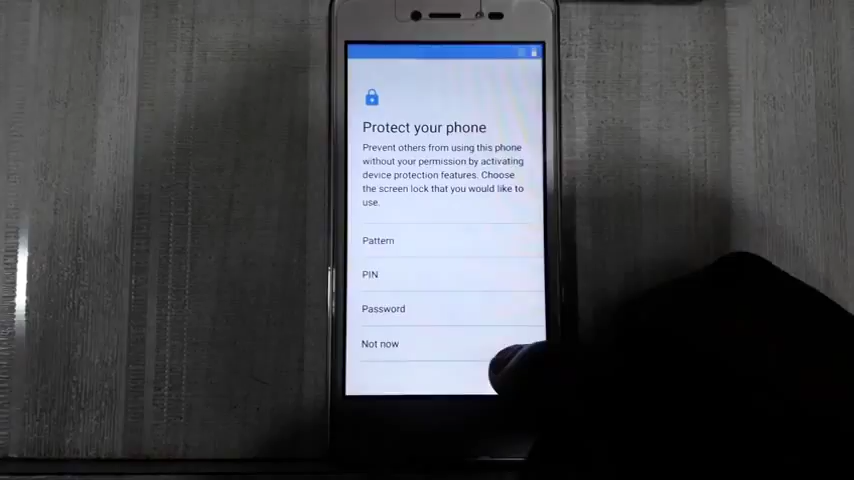 Protect your phone
Prevent others from using this phone
without your permission by activating
device protection features. Choose
the screen lock that you would like to
use.
Pattern
PIN
Password
Not now